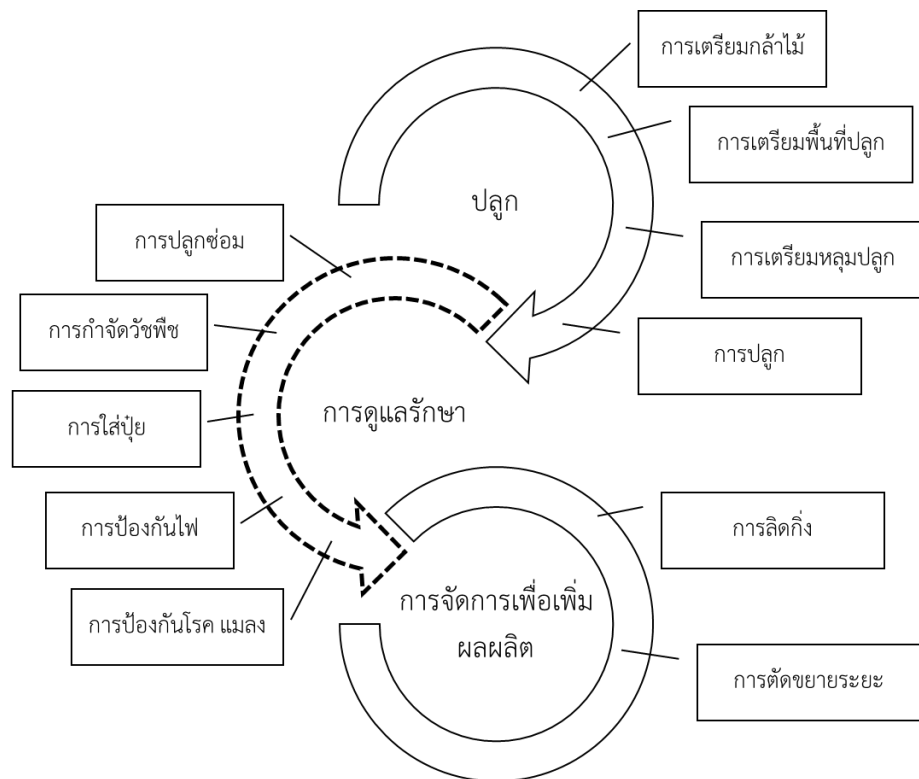 การเตรียมกล้าไม้
การเตรียมพื้นที่ปลูก
ปลูก
การเตรียมหลุมปลูก
การปลูก
การปลูกซ่อม
การกำจัดวัชพืช
การดูแลรักษา
การใส่ปุ๋ย
การป้องกันไฟ
การป้องกันโรค แมลง
การลิดกิ่ง
การจัดการเพื่อเพิ่ม
ผลผลิต
การตัดขยายระยะ